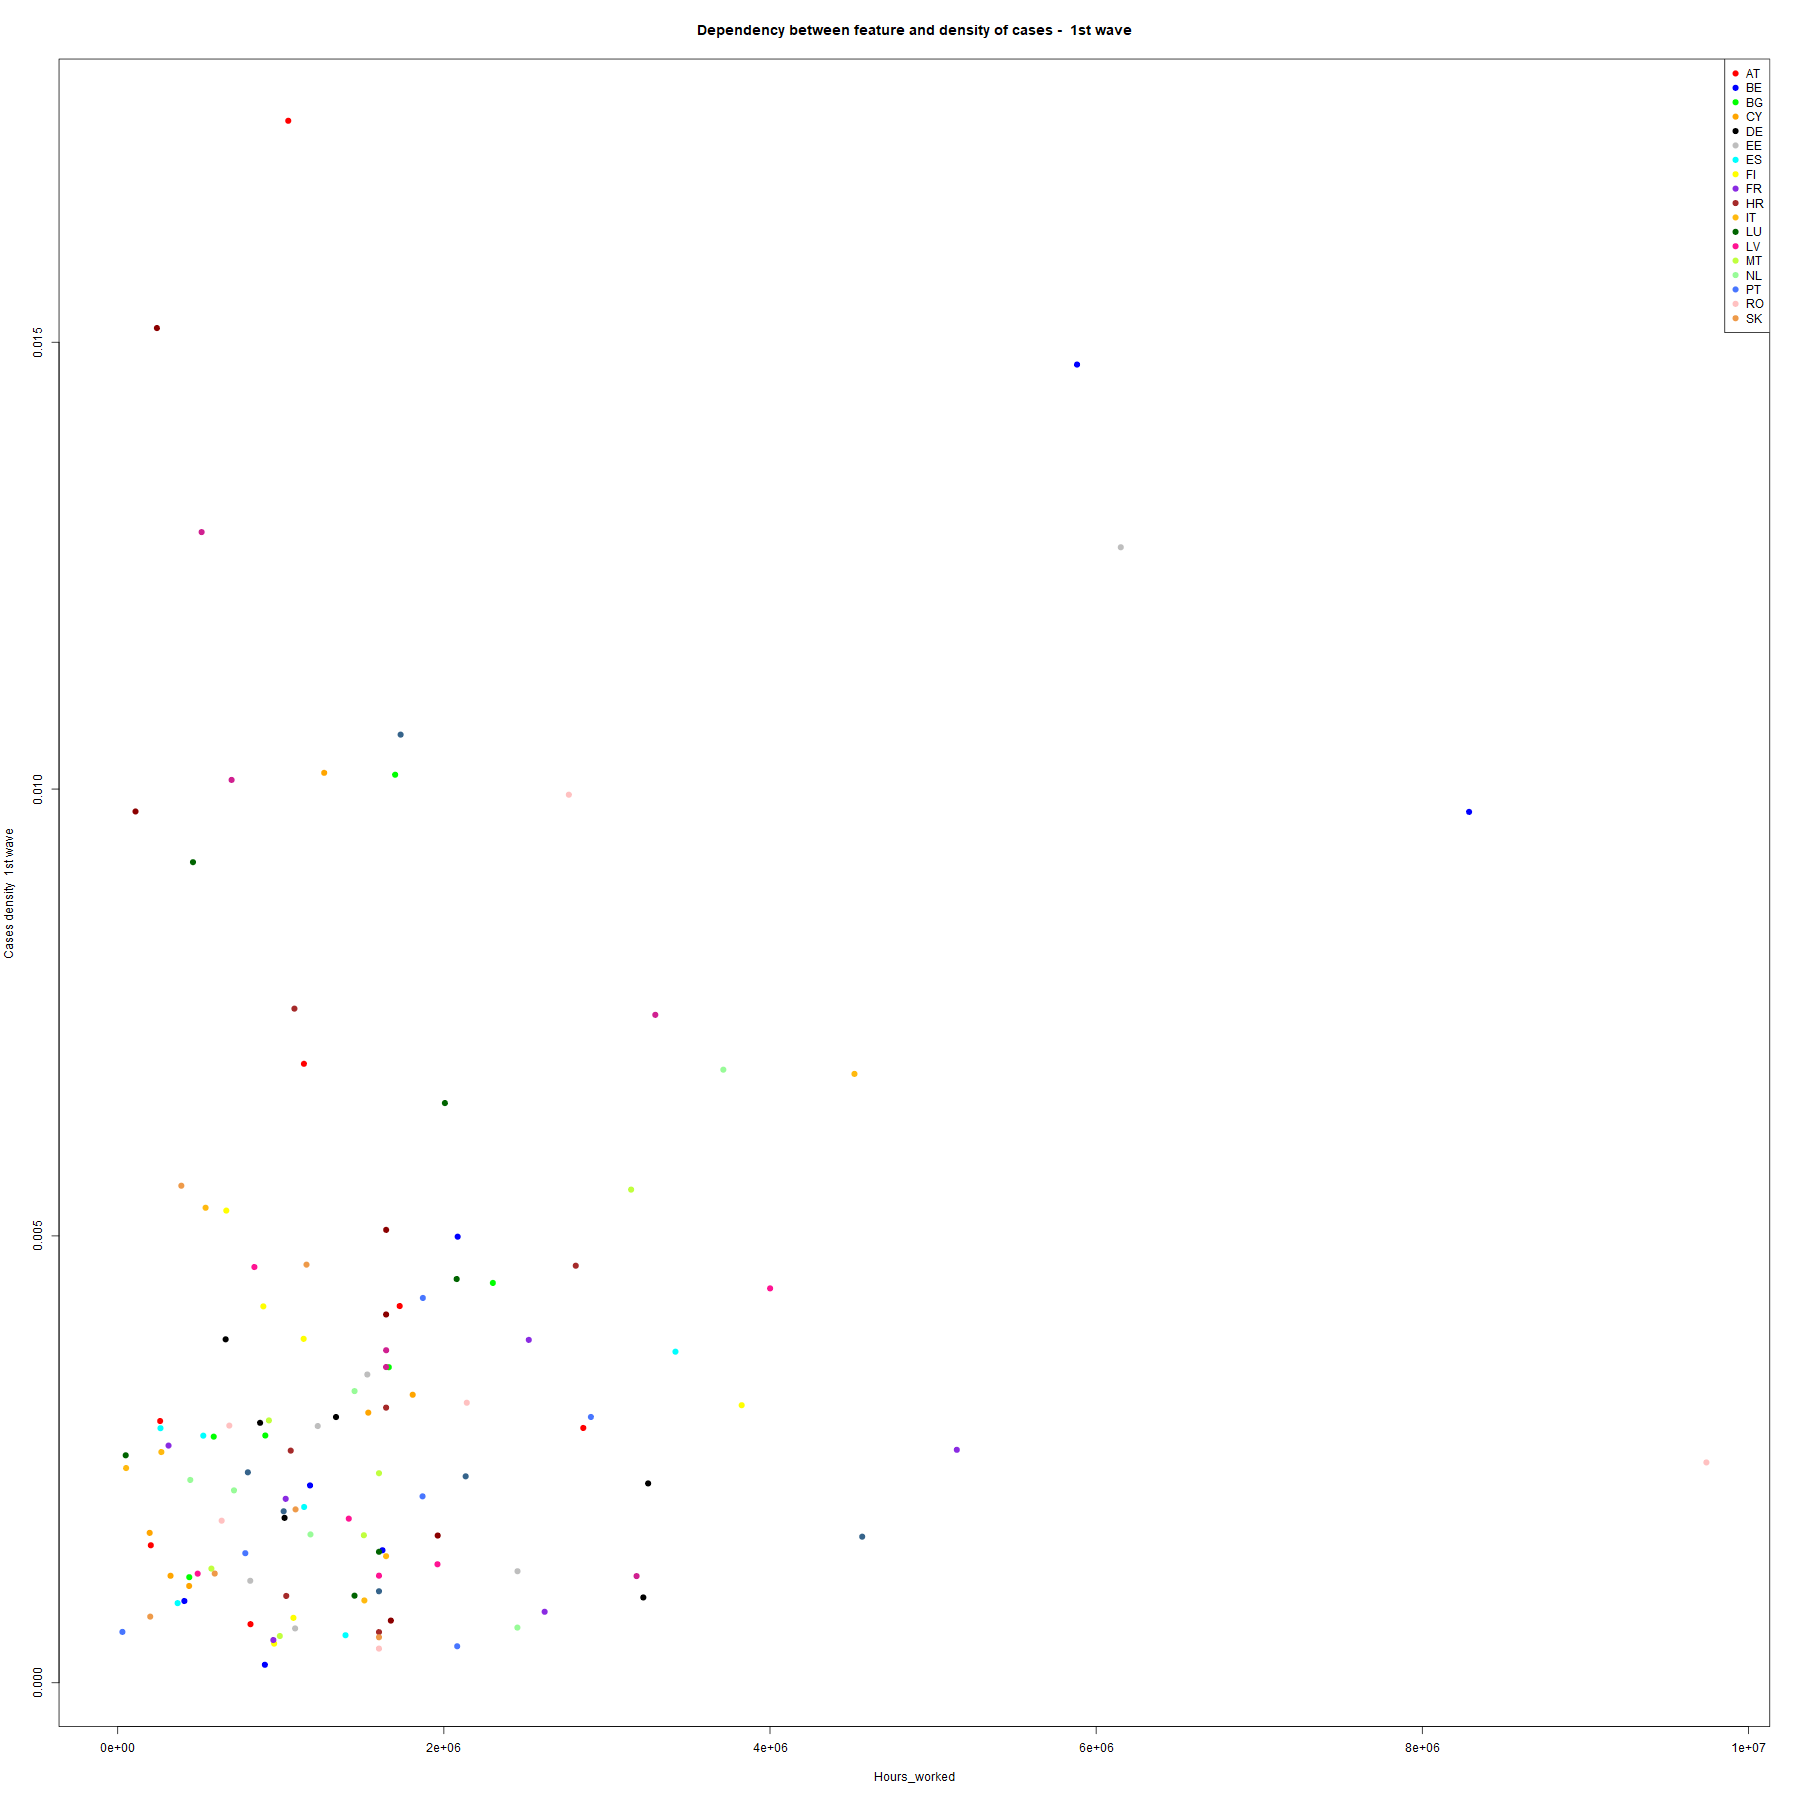 Dependency between feature and density of cases - 1st wave
AT
BE
BG
CY
DE
EE
ES
FI
FR
HR
IT
LU
LV
MT
NL
PT
RO
SK
0.015
0.010
0.005
0.000
Cases density 1st wave
0e+00 2e+06 4e+06 6e+06 8e+06 1e+07
Hours_worked